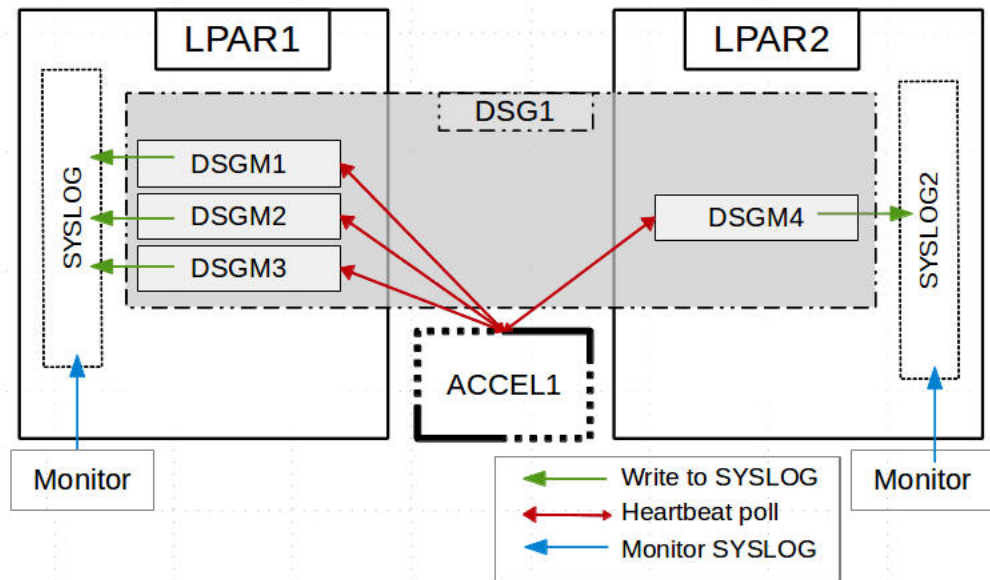 LPAR1
LPAR2
DSG1
SYSLOG
DSGM1
DSGM2
DSGM3
DSGM4
SYSLOG2
ACCEL1
Monitor
Monitor
Write to SYSLOG
Heartbeat poll
Monitor SYSLOG